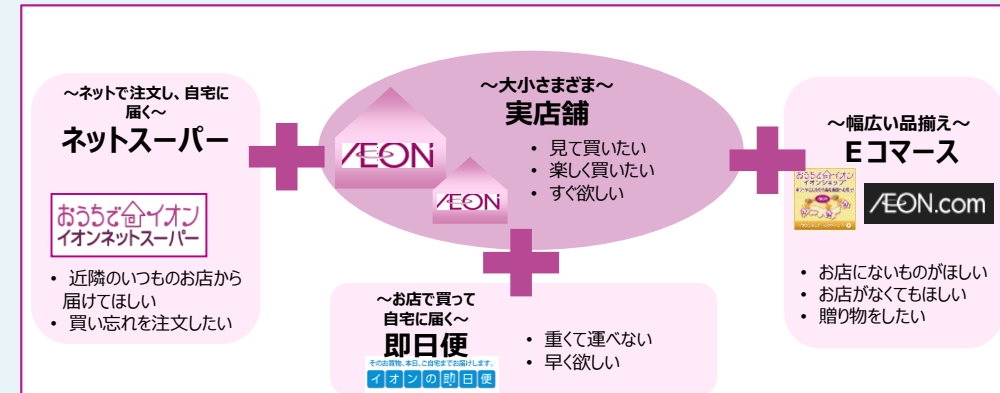 ～ネットで注文し、自宅に
届く～
ネットスーパー
おうちでイオン
イオンネットスーパー
• 近隣のいつものお店から
届けてほしい
• 買い忘れを注文したい
～大小さまざま～
実店舗
ÆON
ÆON
• 見て買いたい
• 楽しく買いたい
• すぐ欲しい
～お店で買って
自宅に届く～
即日便
そのお買物、本日、ご自宅までお届けします。
イオンの即日便
• 重くて運べない
• 早く欲しい
～幅広い品揃え～
Eコマース
おうちでイオン
イオンショップ
ÆON.com
• お店にないものがほしい
• お店がなくてもほしい
• 贈り物をしたい